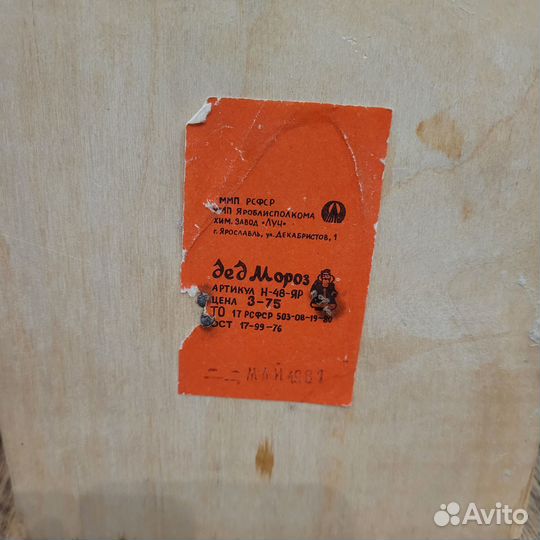 ММП РСФСР
ЯРОБЛИСПОЛКОМА
ХИМ. ЗАВОД «ЛУЧ»
г. ЯРОСЛАВЛЬ, ул. ДЕКАБРИСТОВ, 1
дед Мороз
АРТИКУЛ Н-48-ЯР
ЦЕНА 3-75
ТО 17 РСФСР 503-08-19-80
ОСТ 17-99-76
МАЙ 1981
Avito